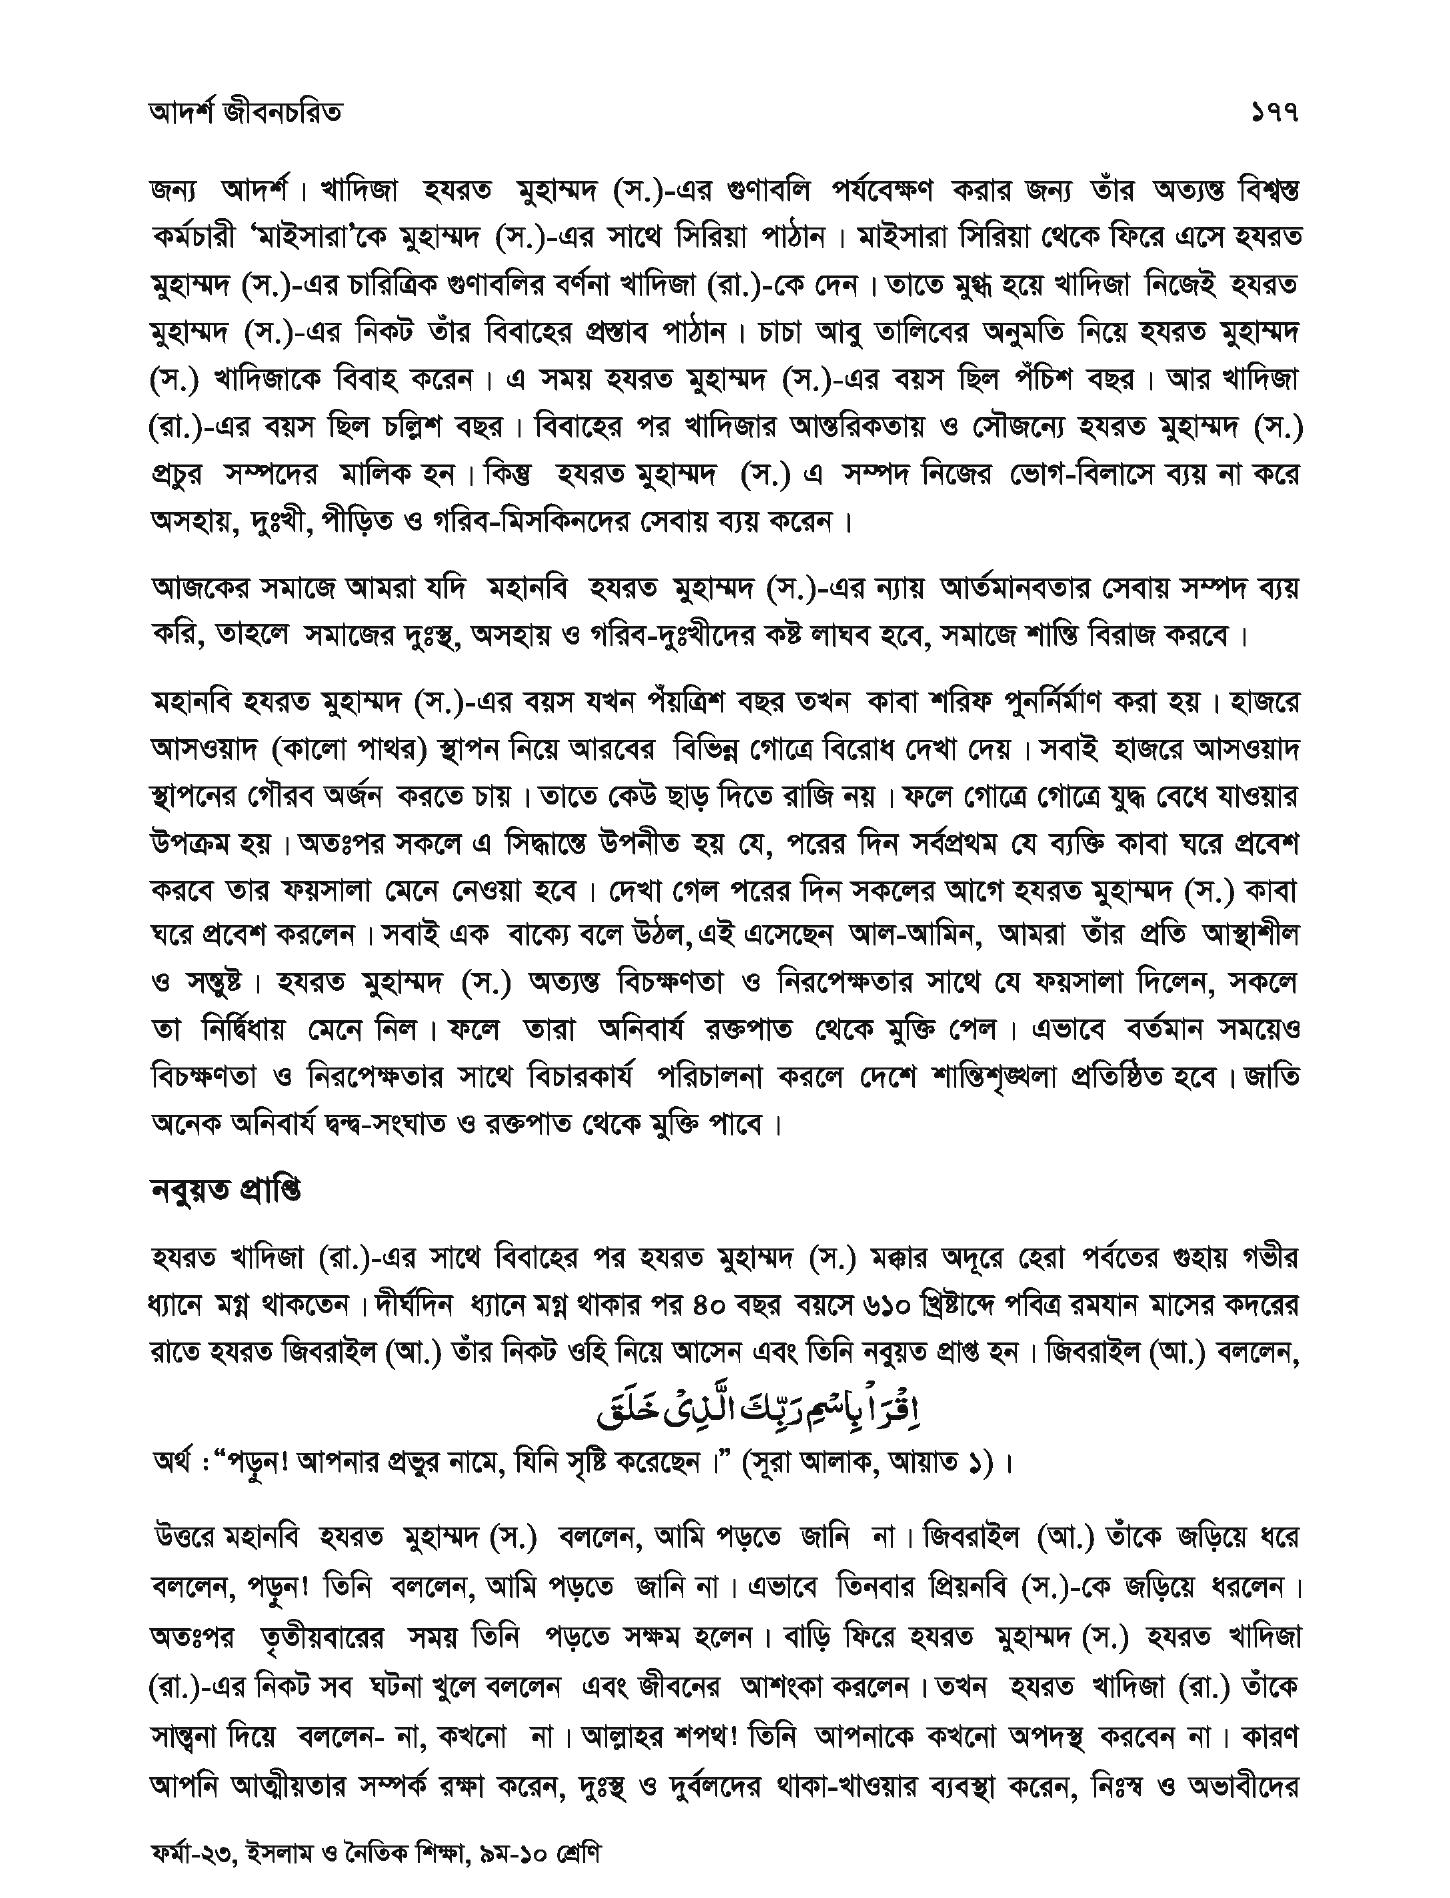 আদর্শ জীবনচরিত ১৭৭
জন্য আদর্শ। খাদিজা হযরত মুহাম্মদ (স.)-এর গুণাবলি পর্যবেক্ষণ করার জন্য তাঁর অত্যন্ত বিশ্বস্ত
কর্মচারী ‘মাইসারা’কে মুহাম্মদ (স.)-এর সাথে সিরিয়া পাঠান। মাইসারা সিরিয়া থেকে ফিরে এসে হযরত
মুহাম্মদ (স.)-এর চারিত্রিক গুণাবলির বর্ণনা খাদিজা (রা.)-কে দেন। তাতে মুগ্ধ হয়ে খাদিজা নিজেই হযরত
মুহাম্মদ (স.)-এর নিকট তাঁর বিবাহের প্রস্তাব পাঠান। চাচা আবু তালিবের অনুমতি নিয়ে হযরত মুহাম্মদ
(স.) খাদিজাকে বিবাহ করেন। এ সময় হযরত মুহাম্মদ (স.)-এর বয়স ছিল পঁচিশ বছর। আর খাদিজা
(রা.)-এর বয়স ছিল চল্লিশ বছর। বিবাহের পর খাদিজার আন্তরিকতায় ও সৌজন্যে হযরত মুহাম্মদ (স.)
প্রচুর সম্পদের মালিক হন। কিন্তু হযরত মুহাম্মদ (স.) এ সম্পদ নিজের ভোগ-বিলাসে ব্যয় না করে
অসহায়, দুঃখী, পীড়িত ও গরিব-মিসকিনদের সেবায় ব্যয় করেন।
আজকের সমাজে আমরা যদি মহানবি হযরত মুহাম্মদ (স.)-এর ন্যায় আর্তমানবতার সেবায় সম্পদ ব্যয়
করি, তাহলে সমাজের দুঃস্থ, অসহায় ও গরিব-দুঃখীদের কষ্ট লাঘব হবে, সমাজে শান্তি বিরাজ করবে।
মহানবি হযরত মুহাম্মদ (স.)-এর বয়স যখন পঁয়ত্রিশ বছর তখন কাবা শরিফ পুনর্নির্মাণ করা হয়। হাজরে
আসওয়াদ (কালো পাথর) স্থাপন নিয়ে আরবের বিভিন্ন গোত্রে বিরোধ দেখা দেয়। সবাই হাজরে আসওয়াদ
স্থাপনের গৌরব অর্জন করতে চায়। তাতে কেউ ছাড় দিতে রাজি নয়। ফলে গোত্রে গোত্রে যুদ্ধ বেধে যাওয়ার
উপক্রম হয়। অতঃপর সকলে এ সিদ্ধান্তে উপনীত হয় যে, পরের দিন সর্বপ্রথম যে ব্যক্তি কাবা ঘরে প্রবেশ
করবে তার ফয়সালা মেনে নেওয়া হবে। দেখা গেল পরের দিন সকলের আগে হযরত মুহাম্মদ (স.) কাবা
ঘরে প্রবেশ করলেন। সবাই এক বাক্যে বলে উঠল, এই এসেছেন আল-আমিন, আমরা তাঁর প্রতি আস্থাশীল
ও সন্তুষ্ট। হযরত মুহাম্মদ (স.) অত্যন্ত বিচক্ষণতা ও নিরপেক্ষতার সাথে যে ফয়সালা দিলেন, সকলে
তা নির্দ্বিধায় মেনে নিল। ফলে তারা অনিবার্য রক্তপাত থেকে মুক্তি পেল। এভাবে বর্তমান সময়েও
বিচক্ষণতা ও নিরপেক্ষতার সাথে বিচারকার্য পরিচালনা করলে দেশে শান্তিশৃঙ্খলা প্রতিষ্ঠিত হবে। জাতি
অনেক অনিবার্য দ্বন্দ্ব-সংঘাত ও রক্তপাত থেকে মুক্তি পাবে।
নবুয়ত প্রাপ্তি
হযরত খাদিজা (রা.)-এর সাথে বিবাহের পর হযরত মুহাম্মদ (স.) মক্কার অদূরে হেরা পর্বতের গুহায় গভীর
ধ্যানে মগ্ন থাকতেন। দীর্ঘদিন ধ্যানে মগ্ন থাকার পর ৪০ বছর বয়সে ৬১০ খ্রিষ্টাব্দে পবিত্র রমযান মাসের কদরের
রাতে হযরত জিবরাইল (আ.) তাঁর নিকট ওহি নিয়ে আসেন এবং তিনি নবুয়ত প্রাপ্ত হন। জিবরাইল (আ.) বললেন,
اِقْرَاْ بِاسْمِ رَبِّكَ الَّذِىْ خَلَقَ
অর্থ : “পড়ুন! আপনার প্রভুর নামে, যিনি সৃষ্টি করেছেন।” (সূরা আলাক, আয়াত ১)।
উত্তরে মহানবি হযরত মুহাম্মদ (স.) বললেন, আমি পড়তে জানি না। জিবরাইল (আ.) তাঁকে জড়িয়ে ধরে
বললেন, পড়ুন! তিনি বললেন, আমি পড়তে জানি না। এভাবে তিনবার প্রিয়নবি (স.)-কে জড়িয়ে ধরলেন।
অতঃপর তৃতীয়বারের সময় তিনি পড়তে সক্ষম হলেন। বাড়ি ফিরে হযরত মুহাম্মদ (স.) হযরত খাদিজা
(রা.)-এর নিকট সব ঘটনা খুলে বললেন এবং জীবনের আশংকা করলেন। তখন হযরত খাদিজা (রা.) তাঁকে
সান্ত্বনা দিয়ে বললেন- না, কখনো না। আল্লাহর শপথ! তিনি আপনাকে কখনো অপদস্থ করবেন না। কারণ
আপনি আত্মীয়তার সম্পর্ক রক্ষা করেন, দুঃস্থ ও দুর্বলদের থাকা-খাওয়ার ব্যবস্থা করেন, নিঃস্ব ও অভাবীদের
ফর্মা-২৩, ইসলাম ও নৈতিক শিক্ষা, ৯ম-১০ শ্রেণি